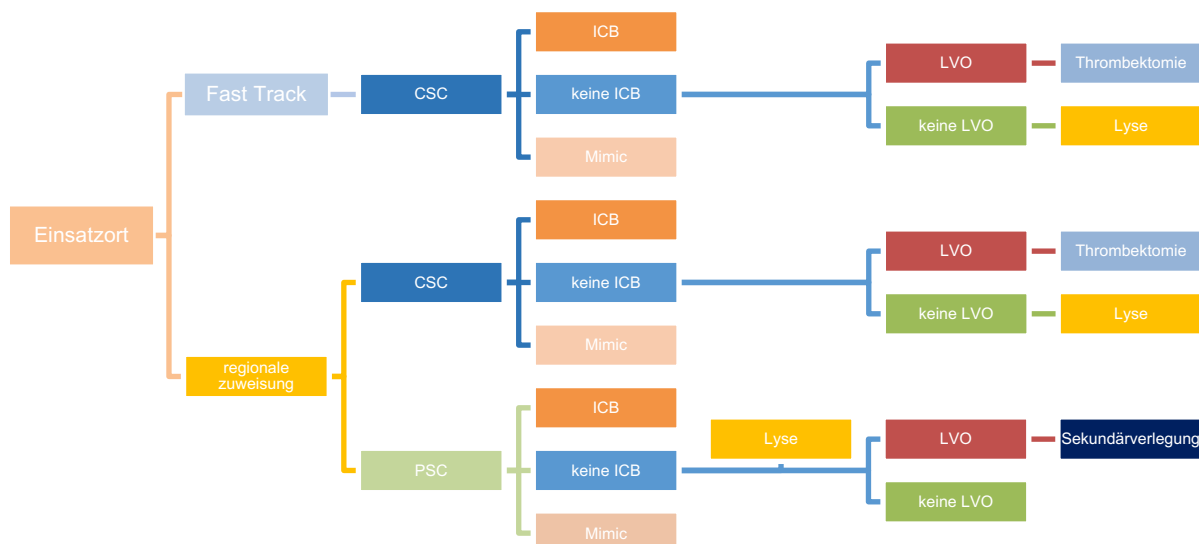 ICB
LVO
Thrombektomie
Fast Track
CSC
keine ICB
keine LVO
Lyse
Mimic
Einsatzort
ICB
LVO
Thrombektomie
CSC
keine ICB
keine LVO
Lyse
Mimic
regionale
zuweisung
ICB
Lyse
LVO
Sekundärverlegung
PSC
keine ICB
keine LVO
Mimic